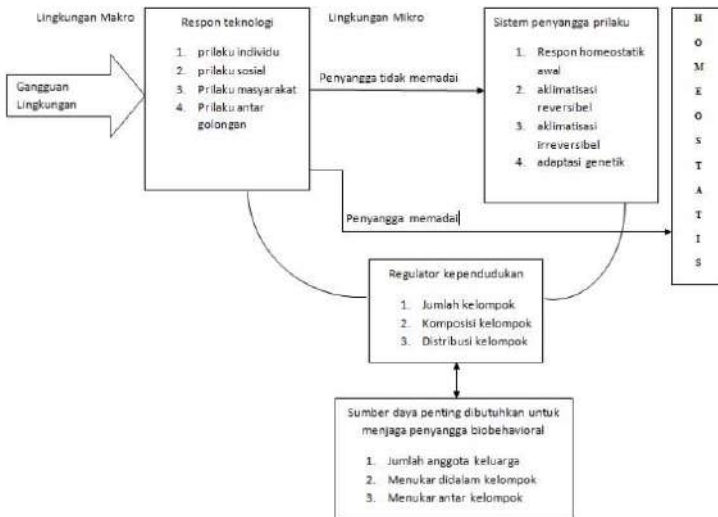 Lingkungan Makro
Respon teknologi
1. prilaku individu
2. prilaku sosial
3. Prilaku masyarakat
4. Prilaku antar
golongan
Lingkungan Mikro
Sistem penyangga prilaku
1. Respon homeostatik
awal
2. aklimatisasi
reversibel
3. aklimatisasi
irreversibel
4. adaptasi genetik
H
O
M
E
O
S
T
A
T
I
S
Gangguan
Lingkungan
Penyangga tidak memadai
Penyangga memadai
Regulator kependudukan
1. Jumlah kelompok
2. Komposisi kelompok
3. Distribusi kelompok
Sumber daya penting dibutuhkan untuk
menjaga penyangga biobehavioral
1. Jumlah anggota keluarga
2. Menukar didalam kelompok
3. Menukar antar kelompok